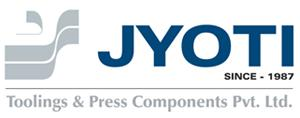 JYOTI
SINCE - 1987
Toolings & Press Components Pvt. Ltd.